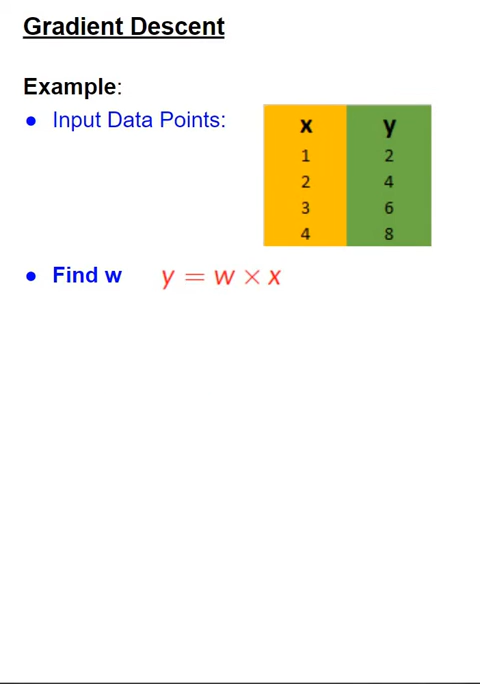 Gradient Descent
Example:
● Input Data Points:
x y
1 2
2 4
3 6
4 8
● Find w y = w × x